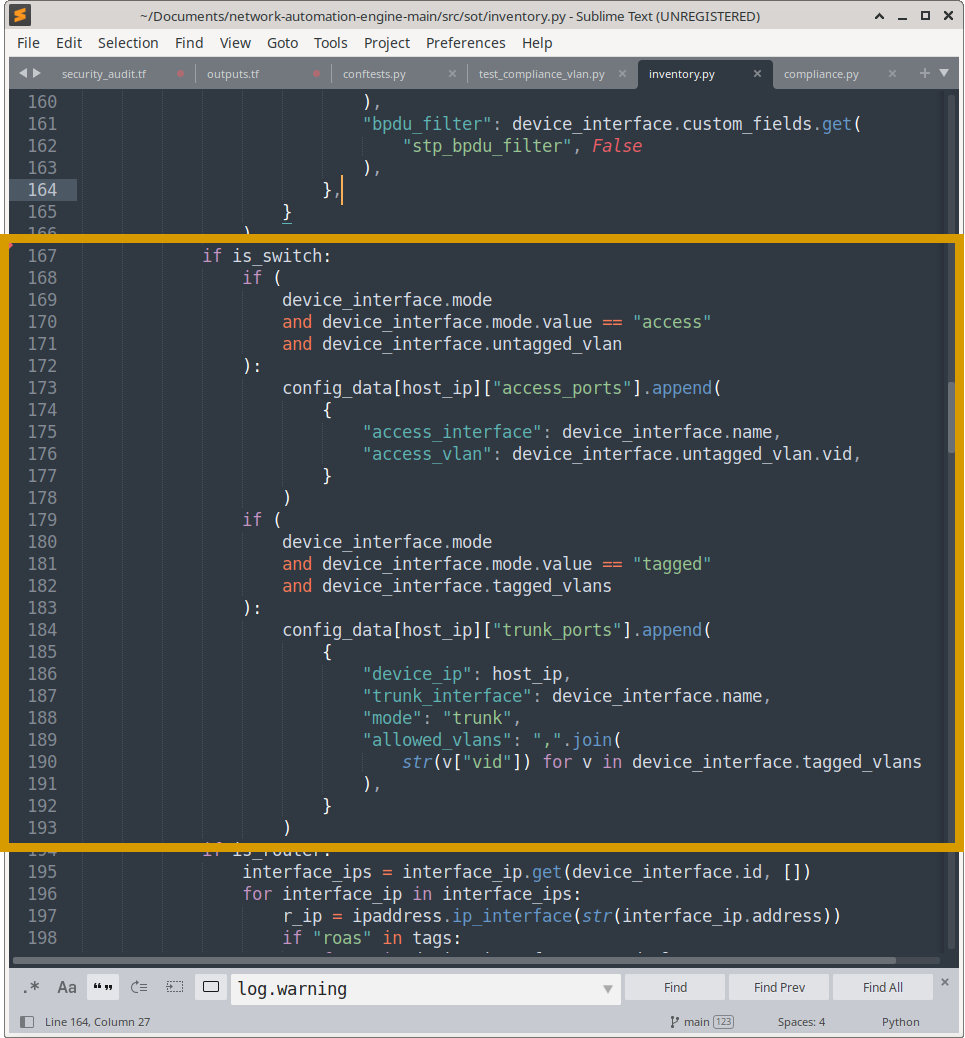 ~/Documents/network-automation-engine-main/src/sot/inventory.py - Sublime Text (UNREGISTERED)
File Edit Selection Find View Goto Tools Project Preferences Help
security_audit.tf outputs.tf conftests.py test_compliance_vlan.py inventory.py compliance.py
160 ),
161 "bpdu_filter": device_interface.custom_fields.get(
162 "stp_bpdu_filter", False
163 ),
164 },
165 }
166 )
167 if is_switch:
168 if (
169 device_interface.mode
170 and device_interface.mode.value == "access"
171 and device_interface.untagged_vlan
172 ):
173 config_data[host_ip]["access_ports"].append(
174 {
175 "access_interface": device_interface.name,
176 "access_vlan": device_interface.untagged_vlan.vid,
177 }
178 )
179 if (
180 device_interface.mode
181 and device_interface.mode.value == "tagged"
182 and device_interface.tagged_vlans
183 ):
184 config_data[host_ip]["trunk_ports"].append(
185 {
186 "device_ip": host_ip,
187 "trunk_interface": device_interface.name,
188 "mode": "trunk",
189 "allowed_vlans": ",".join(
190 str(v["vid"]) for v in device_interface.tagged_vlans
191 ),
192 }
193 )
194 if is_router:
195 interface_ips = interface_ip.get(device_interface.id, [])
196 for interface_ip in interface_ips:
197 r_ip = ipaddress.ip_interface(str(interface_ip.address))
198 if "roas" in tags:
.* Aa “” log.warning Find Find Prev Find All
Line 164, Column 27 main 123 Spaces: 4 Python